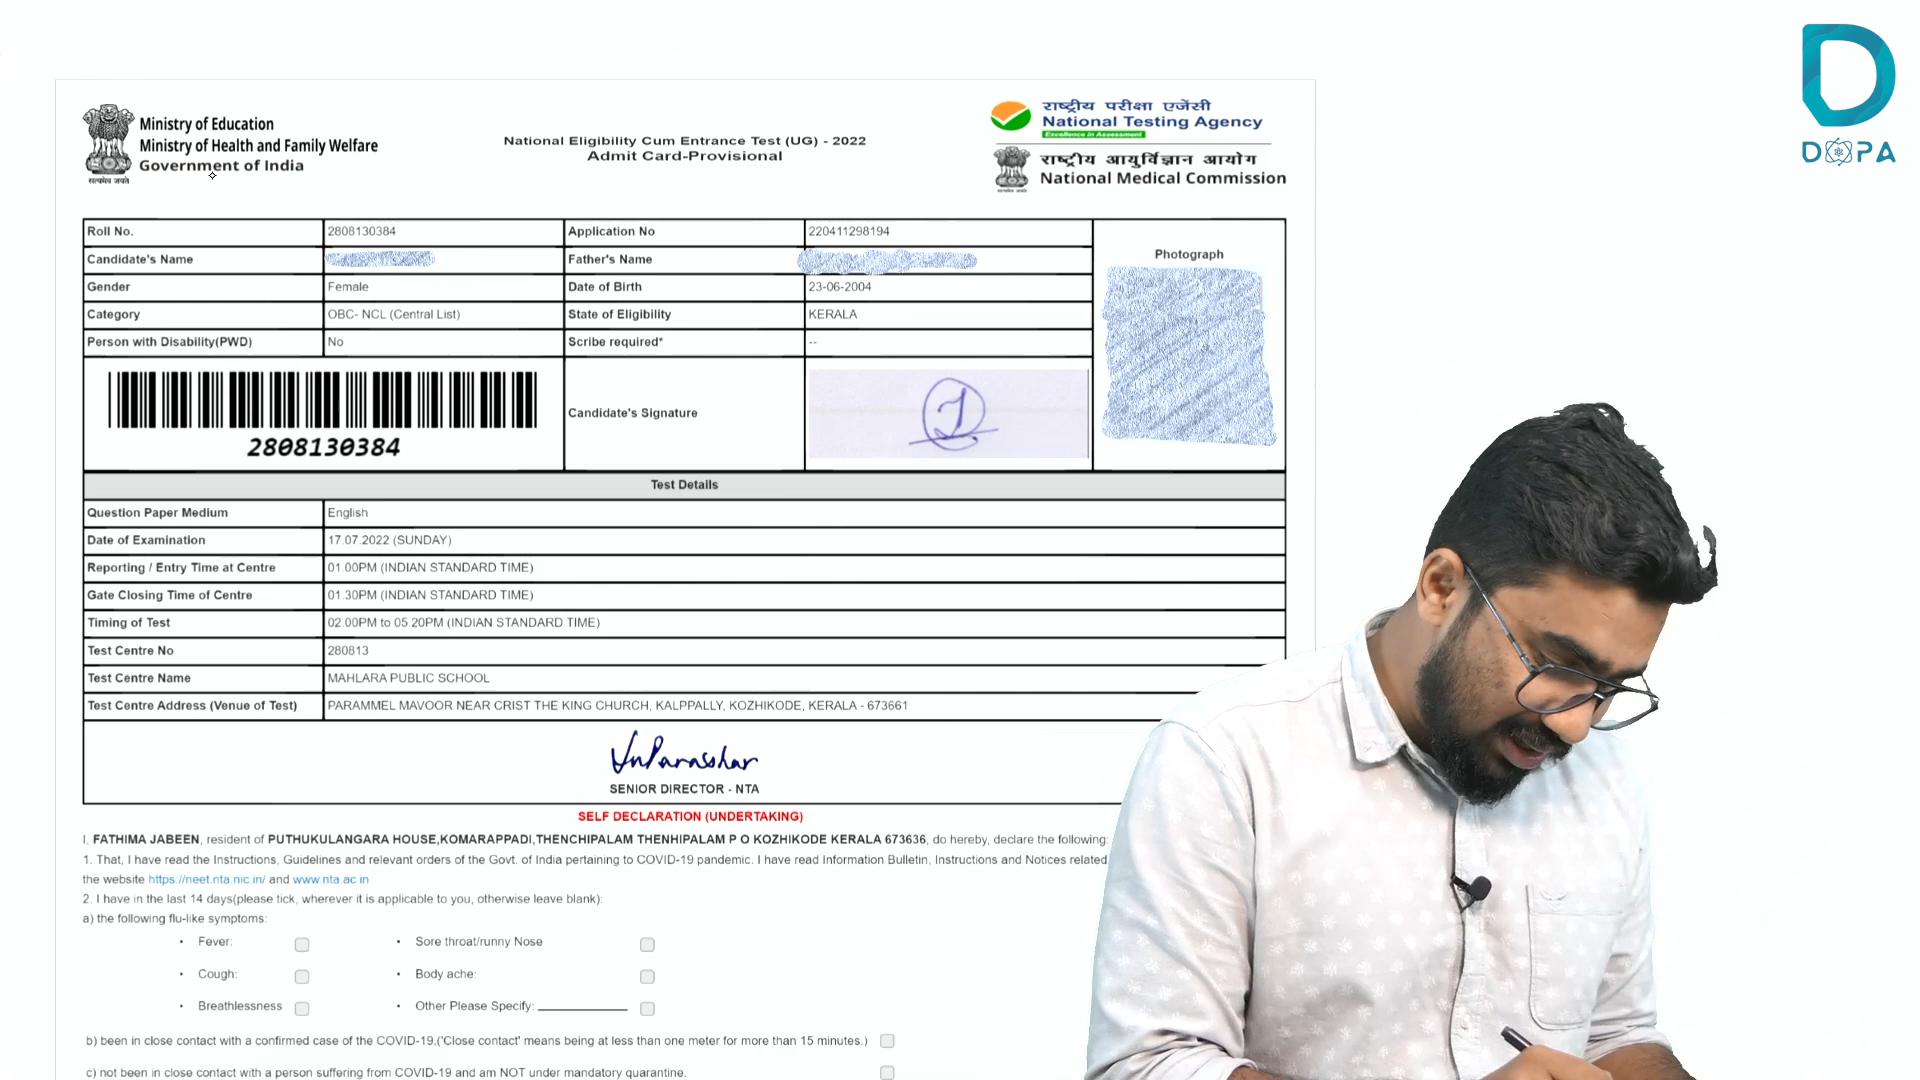 Ministry of Education
Ministry of Health and Family Welfare
Government of India
सत्यमेव जयते
National Eligibility Cum Entrance Test (UG) - 2022
Admit Card-Provisional
राष्ट्रीय परीक्षा एजेंसी
National Testing Agency
Excellence in Assessment
राष्ट्रीय आयुर्विज्ञान आयोग
National Medical Commission
DOPA
Roll No. 2808130384 Application No 220411298194
Candidate's Name Father's Name
Photograph
Gender Female Date of Birth 23-06-2004
Category OBC- NCL (Central List) State of Eligibility KERALA
Person with Disability(PWD) No Scribe required* --
2808130384
Candidate's Signature
Test Details
Question Paper Medium English
Date of Examination 17.07.2022 (SUNDAY)
Reporting / Entry Time at Centre 01.00PM (INDIAN STANDARD TIME)
Gate Closing Time of Centre 01.30PM (INDIAN STANDARD TIME)
Timing of Test 02.00PM to 05.20PM (INDIAN STANDARD TIME)
Test Centre No 280813
Test Centre Name MAHLARA PUBLIC SCHOOL
Test Centre Address (Venue of Test) PARAMMEL MAVOOR NEAR CRIST THE KING CHURCH, KALPPALLY, KOZHIKODE, KERALA - 673661
SENIOR DIRECTOR - NTA
SELF DECLARATION (UNDERTAKING)
I, FATHIMA JABEEN, resident of PUTHUKULANGARA HOUSE,KOMARAPPADI,THENCHIPALAM THENHIPALAM P O KOZHIKODE KERALA 673636, do hereby, declare the following:
1. That, I have read the Instructions, Guidelines and relevant orders of the Govt. of India pertaining to COVID-19 pandemic. I have read Information Bulletin, Instructions and Notices related
the website https://neet.nta.nic.in/ and www.nta.ac.in
2. I have in the last 14 days(please tick, wherever it is applicable to you, otherwise leave blank):
a) the following flu-like symptoms:
• Fever: • Sore throat/runny Nose
• Cough: • Body ache:
• Breathlessness • Other Please Specify:
b) been in close contact with a confirmed case of the COVID-19.('Close contact' means being at less than one meter for more than 15 minutes.)
c) not been in close contact with a person suffering from COVID-19 and am NOT under mandatory quarantine.